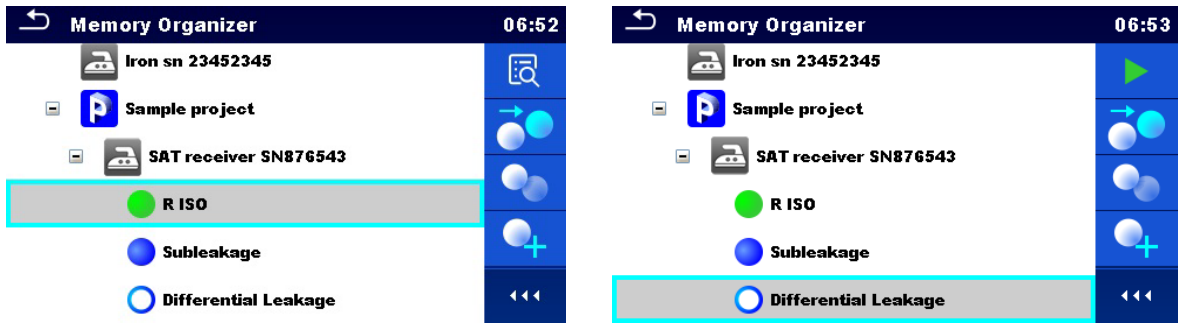 Memory Organizer 06:52
Iron sn 23452345
Sample project
SAT receiver SN876543
R ISO
Subleakage
Differential Leakage
Memory Organizer 06:53
Iron sn 23452345
Sample project
SAT receiver SN876543
R ISO
Subleakage
Differential Leakage